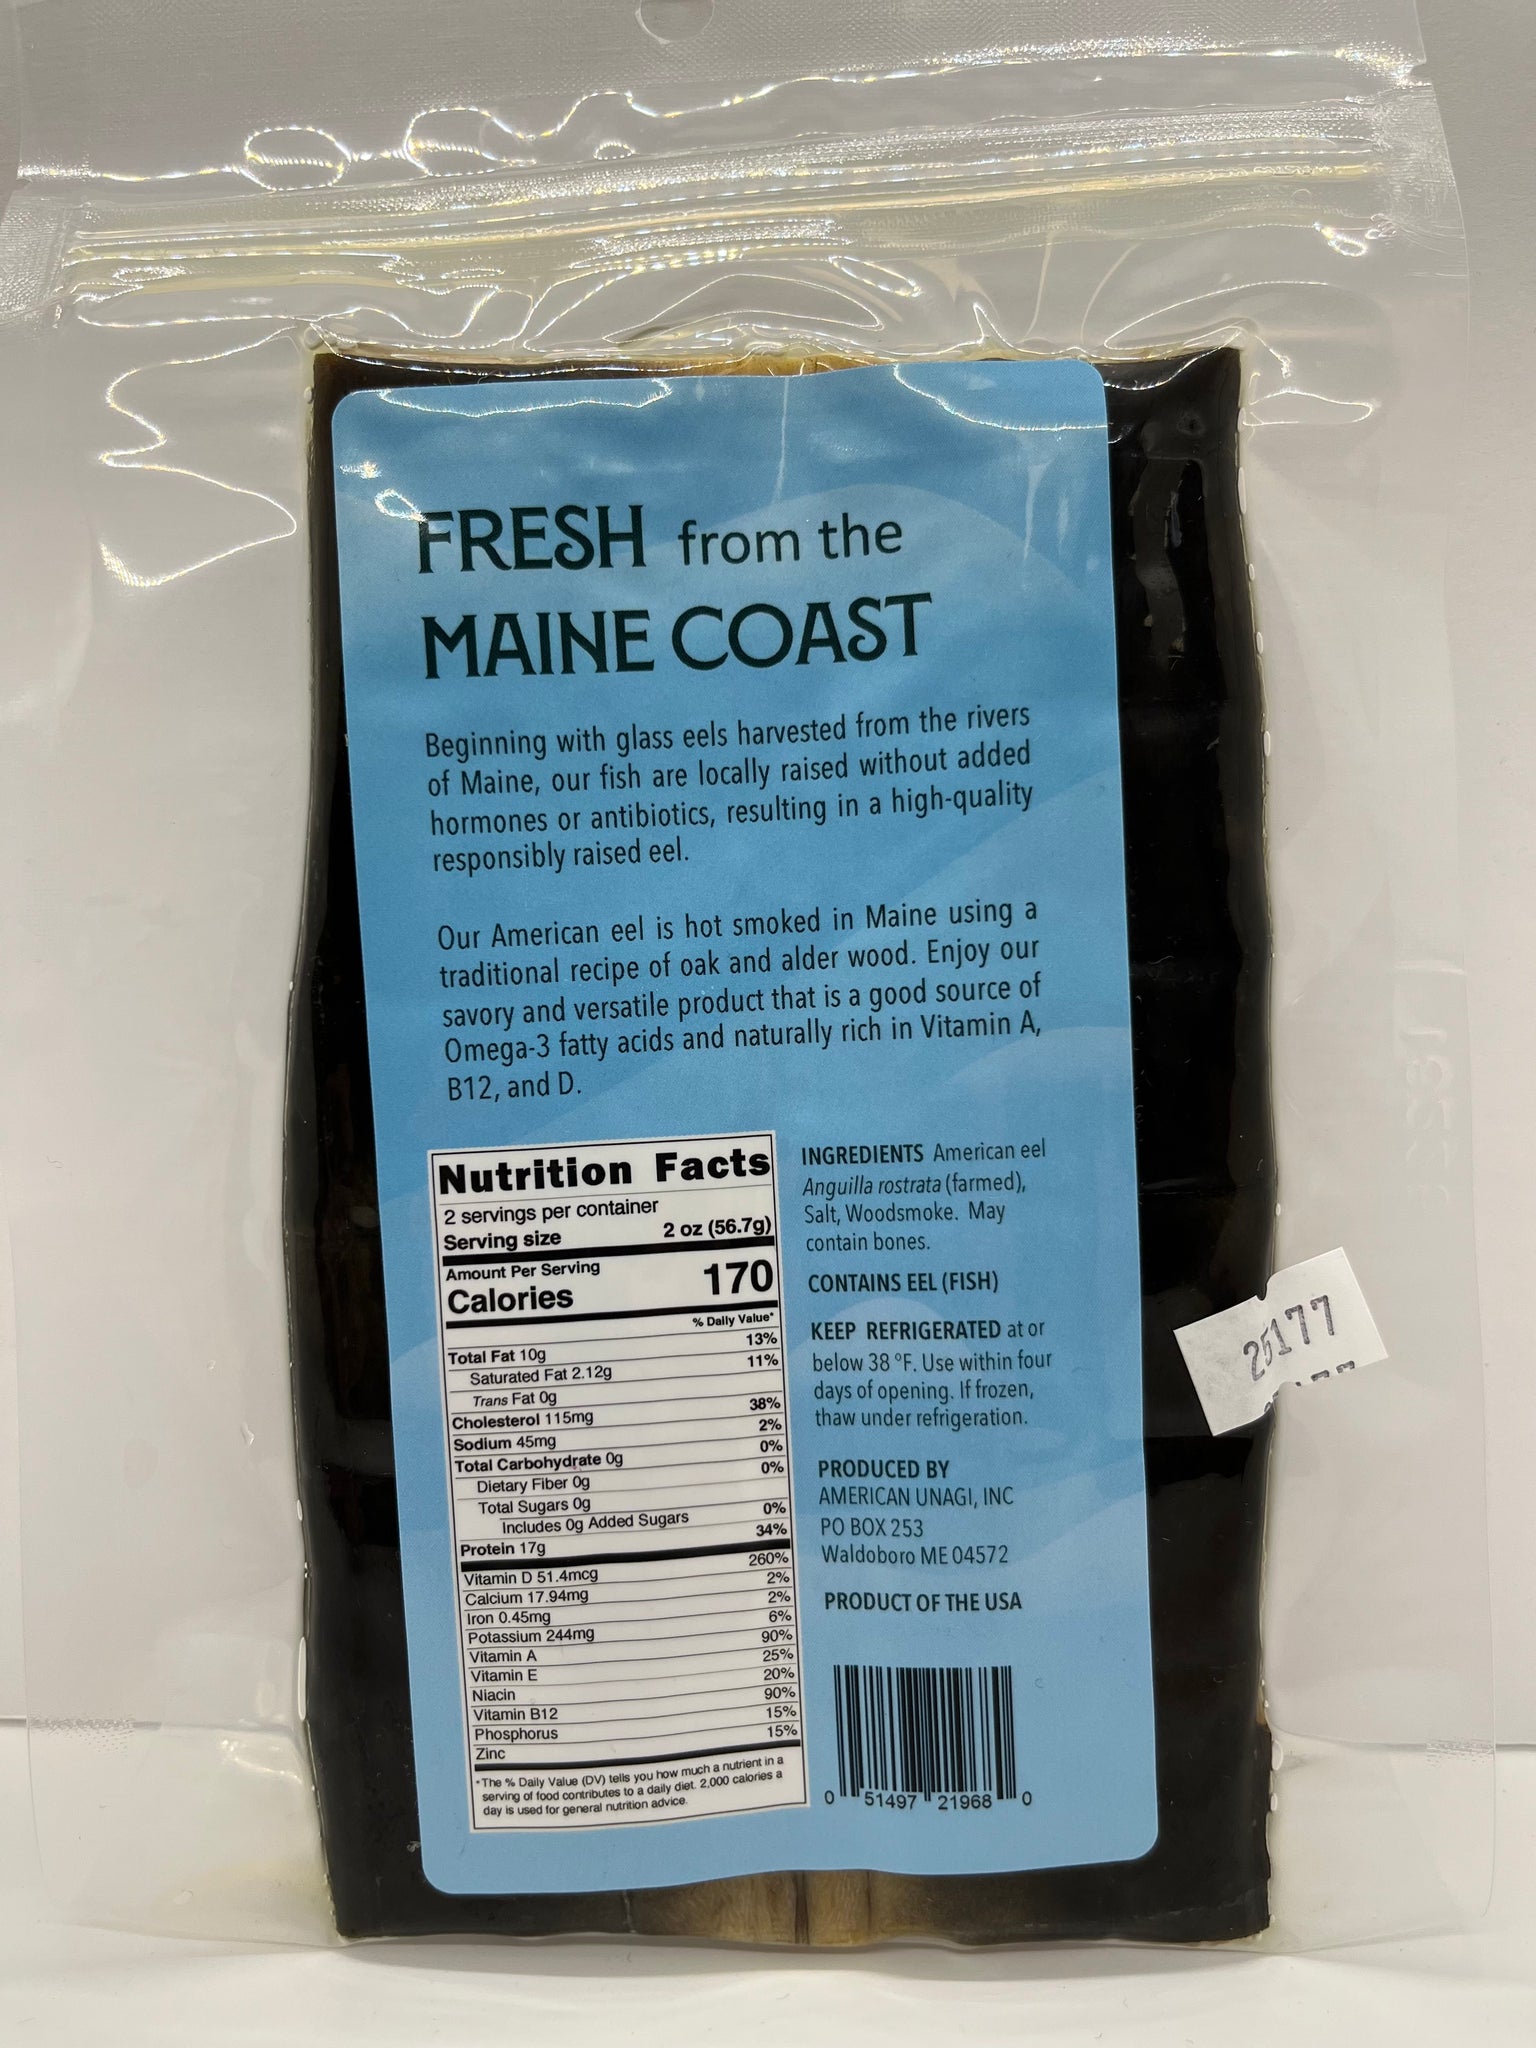 FRESH from the
MAINE COAST
Beginning with glass eels harvested from the rivers
of Maine, our fish are locally raised without added
hormones or antibiotics, resulting in a high-quality
responsibly raised eel.
Our American eel is hot smoked in Maine using a
traditional recipe of oak and alder wood. Enjoy our
savory and versatile product that is a good source of
Omega-3 fatty acids and naturally rich in Vitamin A,
B12, and D.
Nutrition Facts
2 servings per container
Serving size 2 oz (56.7g)
Amount Per Serving
Calories 170
% Daily Value*
Total Fat 10g 13%
Saturated Fat 2.12g 11%
Trans Fat 0g
Cholesterol 115mg 38%
Sodium 45mg 2%
Total Carbohydrate 0g 0%
Dietary Fiber 0g 0%
Total Sugars 0g
Includes 0g Added Sugars 0%
Protein 17g 34%
Vitamin D 51.4mcg 260%
Calcium 17.94mg 2%
Iron 0.45mg 2%
Potassium 244mg 6%
Vitamin A 90%
Vitamin E 25%
Niacin 20%
Vitamin B12 90%
Phosphorus 15%
Zinc 15%
*The % Daily Value (DV) tells you how much a nutrient in a
serving of food contributes to a daily diet. 2,000 calories a
day is used for general nutrition advice.
INGREDIENTS American eel
Anguilla rostrata (farmed),
Salt, Woodsmoke. May
contain bones.
CONTAINS EEL (FISH)
KEEP REFRIGERATED at or
below 38 °F. Use within four
days of opening. If frozen,
thaw under refrigeration.
PRODUCED BY
AMERICAN UNAGI, INC
PO BOX 253
Waldoboro ME 04572
PRODUCT OF THE USA
0 51497 21968 0
25177